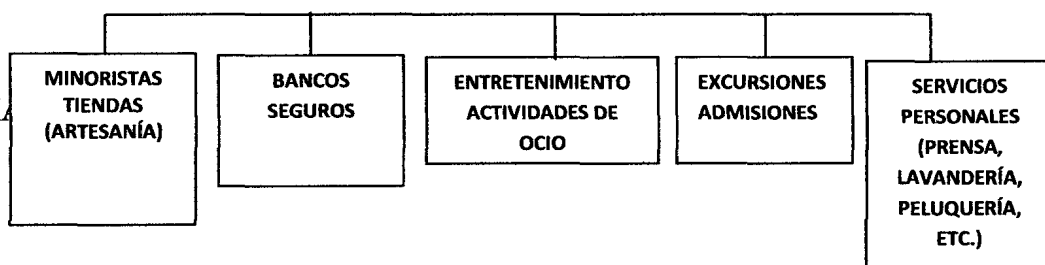 MINORISTAS
TIENDAS
(ARTESANÍA)
BANCOS
SEGUROS
ENTRETENIMIENTO
ACTIVIDADES DE
OCIO
EXCURSIONES
ADMISIONES
SERVICIOS
PERSONALES
(PRENSA,
LAVANDERÍA,
PELUQUERÍA,
ETC.)